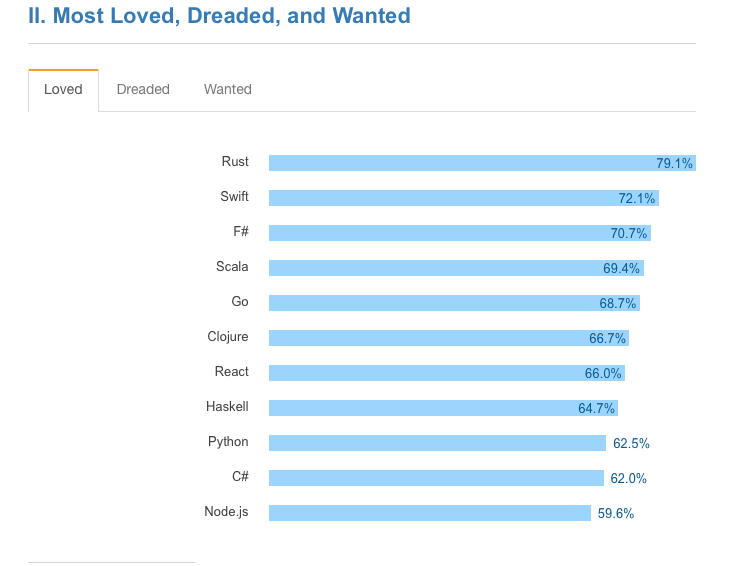 II. Most Loved, Dreaded, and Wanted
Loved Dreaded Wanted
Rust 79.1%
Swift 72.1%
F# 70.7%
Scala 69.4%
Go 68.7%
Clojure 66.7%
React 66.0%
Haskell 64.7%
Python 62.5%
C# 62.0%
Node.js 59.6%